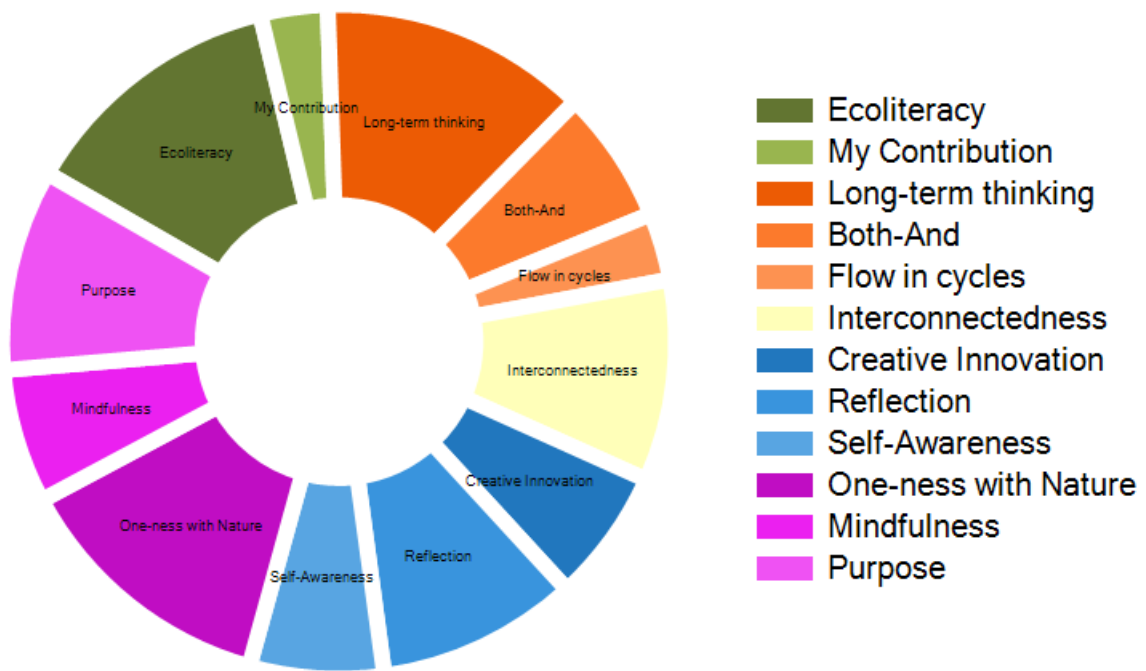 My Contribution
Long-term thinking
Ecoliteracy
Both-And
Flow in cycles
Purpose
Interconnectedness
Mindfulness
Creative Innovation
One-ness with Nature
Reflection
Self-Awareness
Ecoliteracy
My Contribution
Long-term thinking
Both-And
Flow in cycles
Interconnectedness
Creative Innovation
Reflection
Self-Awareness
One-ness with Nature
Mindfulness
Purpose